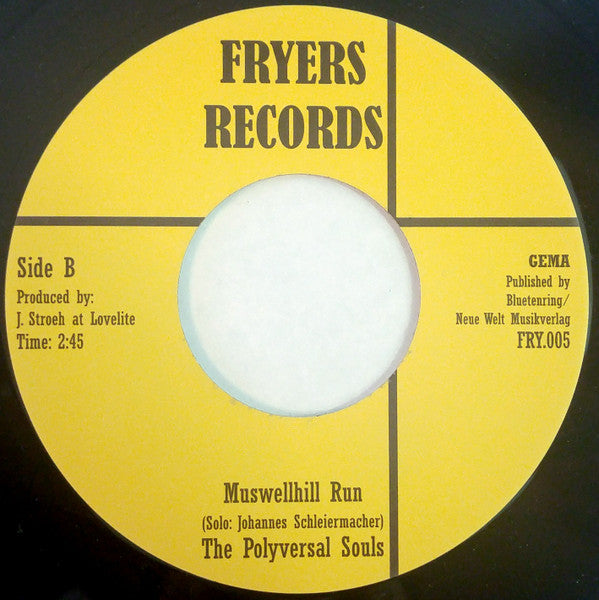 FRYERS
RECORDS
Side B
Produced by:
J. Stroeh at Lovelite
Time: 2:45
GEMA
Published by
Bluetenring/
Neue Welt Musikverlag
FRY.005
Muswellhill Run
(Solo: Johannes Schleiermacher)
The Polyversal Souls